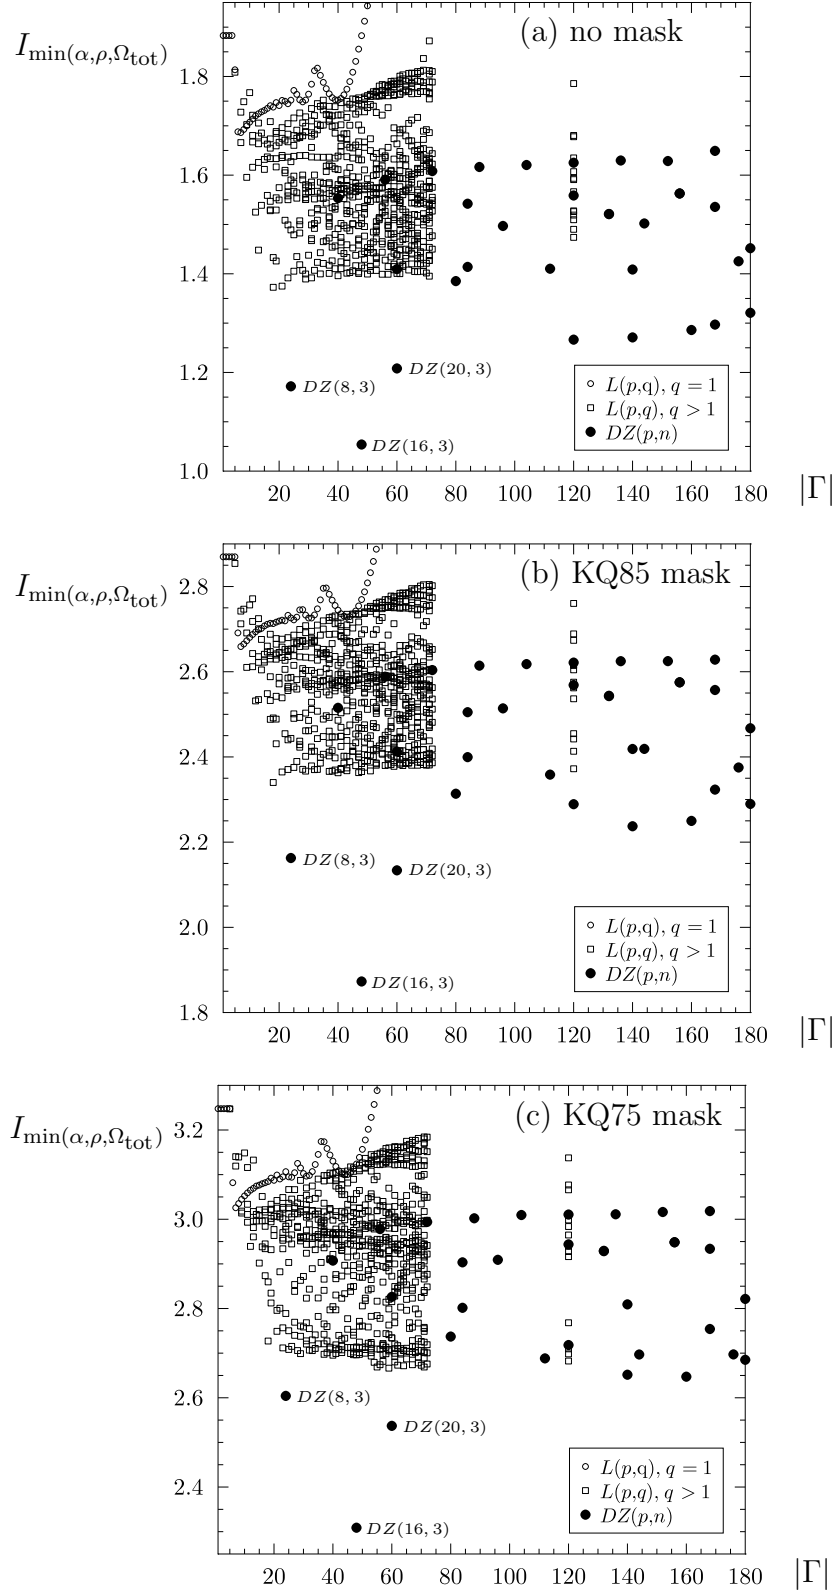 (a) no mask
I_min(α,ρ,Ω_tot)
1.8
1.6
1.4
1.2
1.0
DZ(20, 3)
DZ(8, 3)
DZ(16, 3)
L(p,q), q = 1
L(p,q), q > 1
DZ(p,n)
20 40 60 80 100 120 140 160 180
|Γ|
(b) KQ85 mask
I_min(α,ρ,Ω_tot)
2.8
2.6
2.4
2.2
2.0
1.8
DZ(8, 3)
DZ(20, 3)
DZ(16, 3)
L(p,q), q = 1
L(p,q), q > 1
DZ(p,n)
20 40 60 80 100 120 140 160 180
|Γ|
(c) KQ75 mask
I_min(α,ρ,Ω_tot)
3.2
3.0
2.8
2.6
2.4
DZ(8, 3)
DZ(20, 3)
DZ(16, 3)
L(p,q), q = 1
L(p,q), q > 1
DZ(p,n)
20 40 60 80 100 120 140 160 180
|Γ|